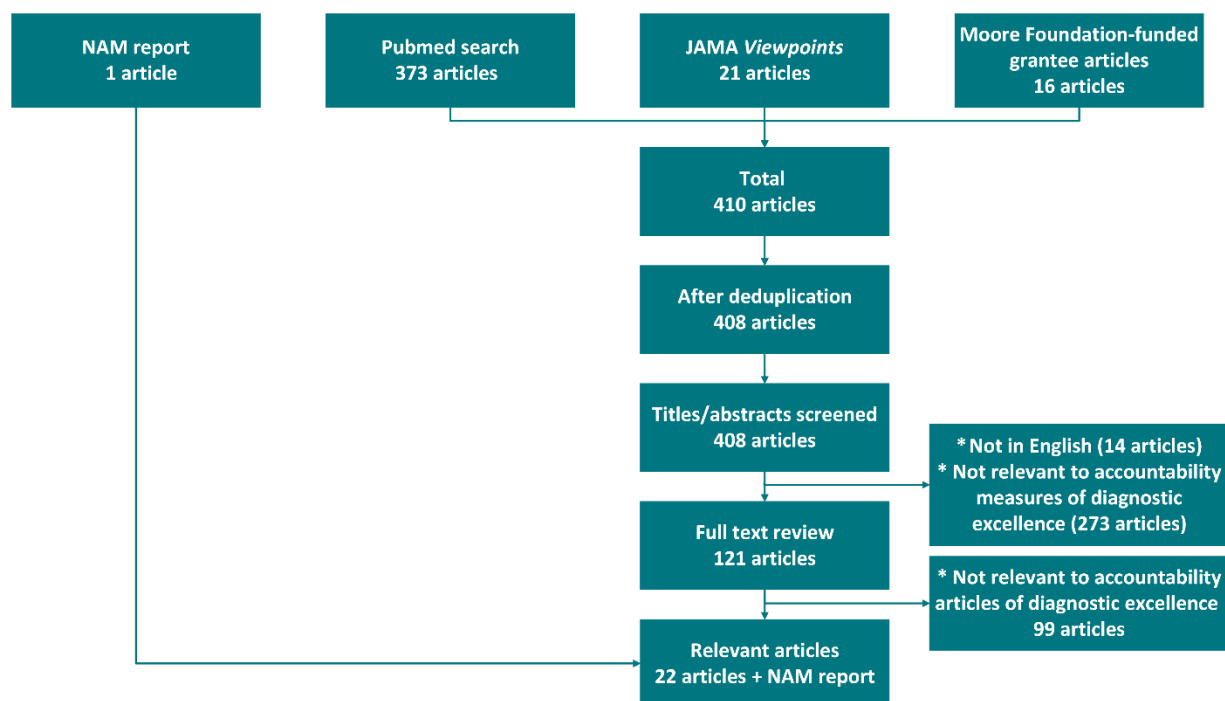 NAM report
1 article
Pubmed search
373 articles
JAMA Viewpoints
21 articles
Moore Foundation-funded
grantee articles
16 articles
Total
410 articles
After deduplication
408 articles
Titles/abstracts screened
408 articles
* Not in English (14 articles)
* Not relevant to accountability
measures of diagnostic
excellence (273 articles)
Full text review
121 articles
* Not relevant to accountability
articles of diagnostic excellence
99 articles
Relevant articles
22 articles + NAM report